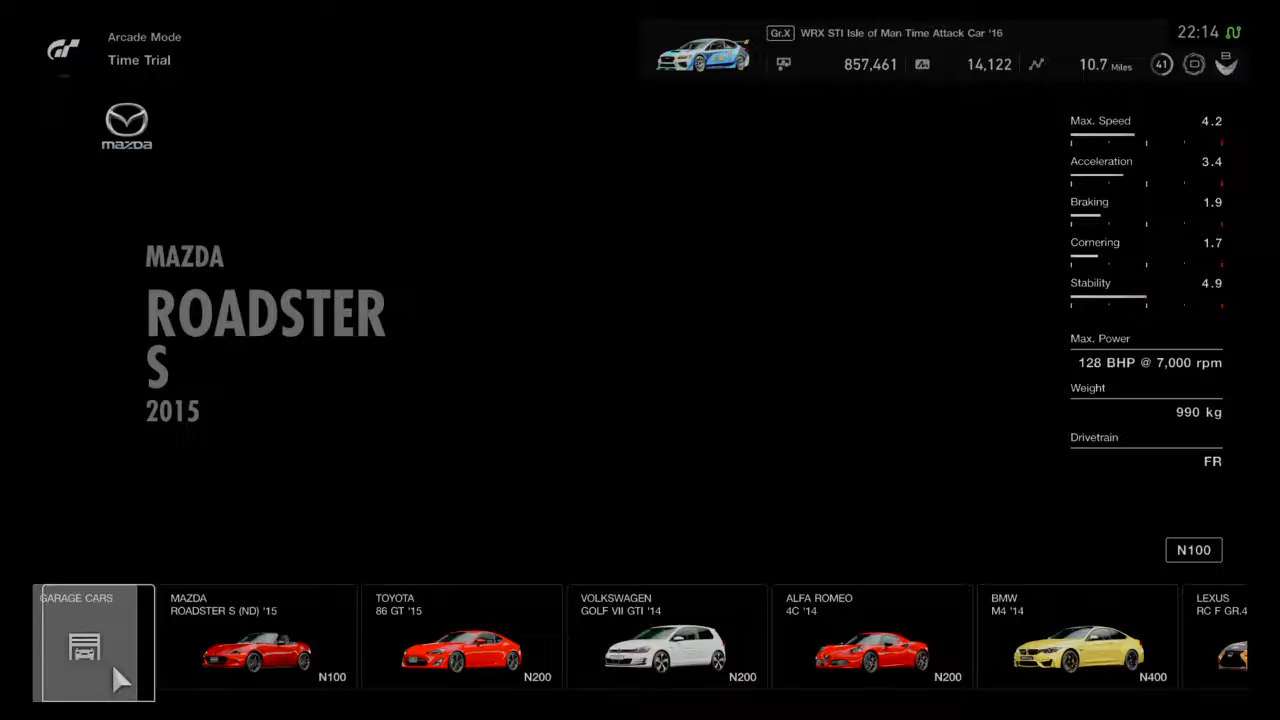 GT
Arcade Mode
Time Trial
Gr.X WRX STI Isle of Man Time Attack Car '16
22:14
857,461
14,122
10.7 Miles
41
B
mazda
MAZDA
ROADSTER
S
2015
Max. Speed 4.2
Acceleration 3.4
Braking 1.9
Cornering 1.7
Stability 4.9
Max. Power
128 BHP @ 7,000 rpm
Weight
990 kg
Drivetrain
FR
N100
GARAGE CARS
MAZDA
ROADSTER S (ND) '15
N100
TOYOTA
86 GT '15
N200
VOLKSWAGEN
GOLF VII GTI '14
N200
ALFA ROMEO
4C '14
N200
BMW
M4 '14
N400
LEXUS
RC F GR.4